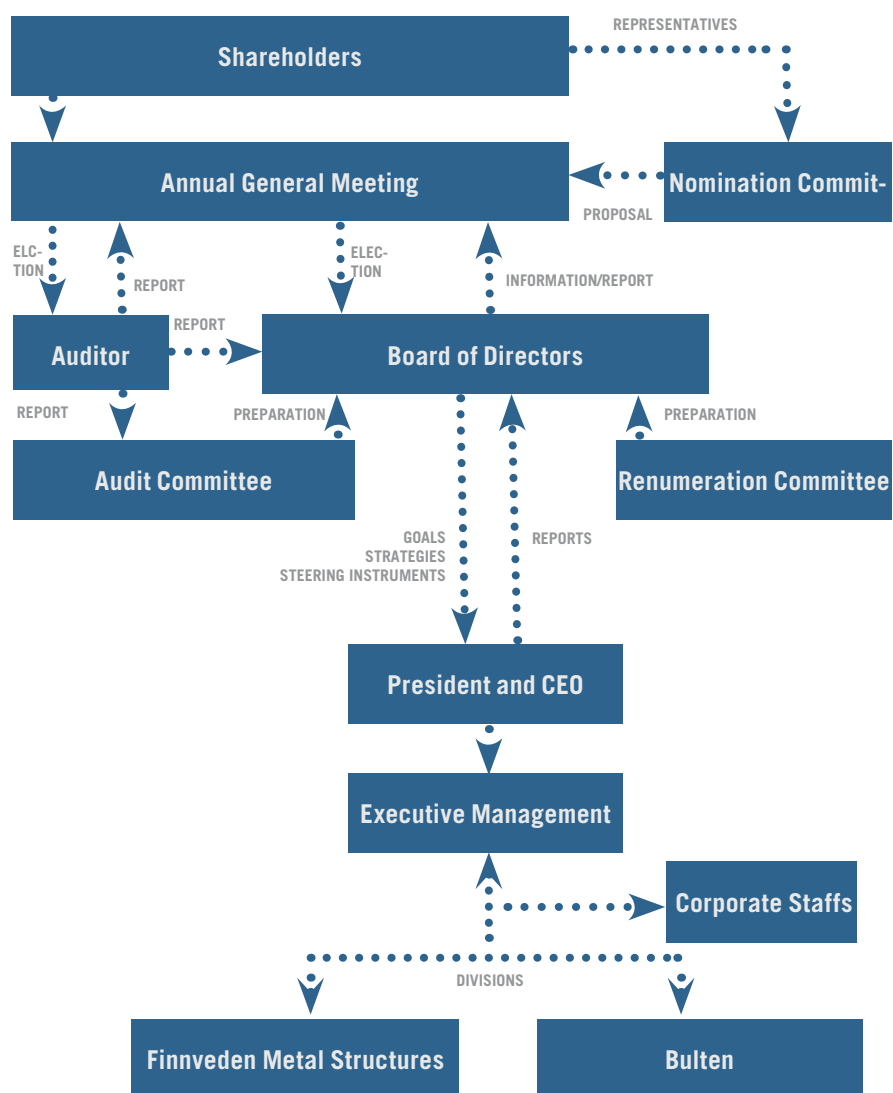 REPRESENTATIVES
Shareholders
Annual General Meeting
Nomination Commit-
PROPOSAL
ELC-
TION
REPORT
ELEC-
TION
INFORMATION/REPORT
REPORT
Auditor
Board of Directors
REPORT
PREPARATION
PREPARATION
Audit Committee
Renumeration Committee
GOALS
STRATEGIES
STEERING INSTRUMENTS
REPORTS
President and CEO
Executive Management
Corporate Staffs
DIVISIONS
Finnveden Metal Structures
Bulten